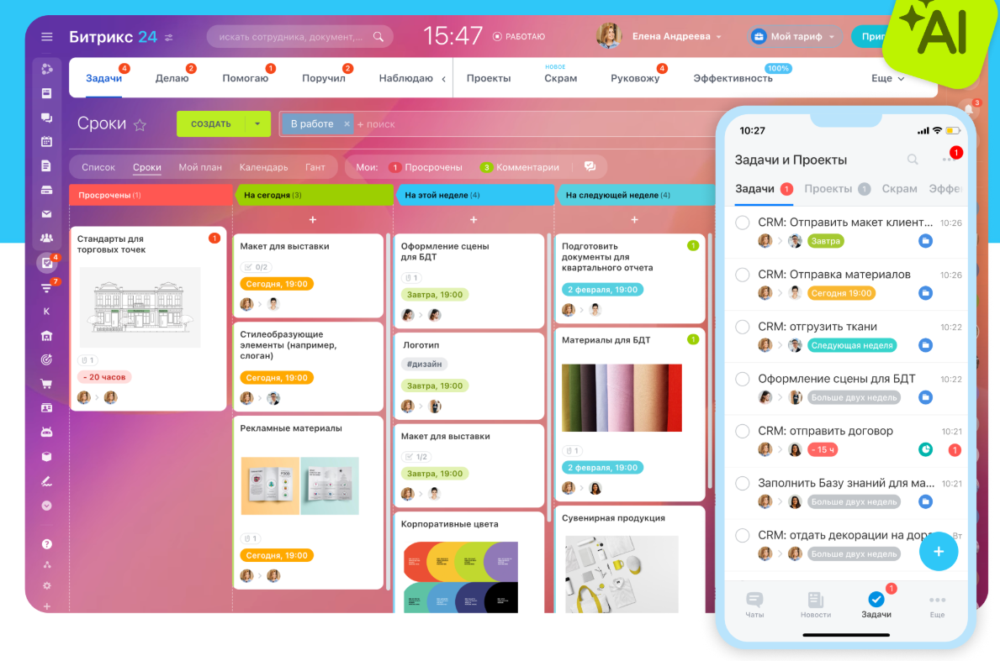 Битрикс 24
искать сотрудника, документ,...
15:47
РАБОТАЮ
Елена Андреева
Мой тариф
AI
Задачи 4
Делаю 2
Помогаю 1
Поручил 2
Наблюдаю
Проекты
НОВОЕ
Скрам
Руковожу 4
Эффективность 100%
Еще
3
Сроки
СОЗДАТЬ
В работе ×
+ поиск
Список
Сроки
Мой план
Календарь
Гант
Мои:
1 Просрочены
3 Комментарии
4
7
К
Просрочены (1)
Стандарты для
торговых точек
1
1
- 20 часов
На сегодня (3)
+
Макет для выставки
0/2
Сегодня, 19:00
Стилеобразующие
элементы (например,
слоган)
Сегодня, 19:00
Рекламные материалы
1
Сегодня, 19:00
На этой неделе (4)
+
Оформление сцены
для БДТ
1
Завтра, 19:00
Логотип
#дизайн
Завтра, 19:00
Макет для выставки
1/2
Завтра, 19:00
Корпоративные цвета
На следующей неделе (4)
+
Подготовить
документы для
квартального отчета
1
2 февраля, 19:00
Материалы для БДТ
1
1
2 февраля, 19:00
Сувенирная продукция
10:27
Задачи и Проекты
1
Задачи 1
Проекты 1
Скрам
CRM: Отправить макет клиент...
10:26
Завтра
CRM: Отправка материалов
10:26
Сегодня 19:00
CRM: отгрузить ткани
10:22
Следующая неделя
Оформление сцены для БДТ
10:22
Больше двух недель
CRM: отправить договор
10:21
- 15 ч
1
Заполнить Базу знаний для ма...
10:21
Больше двух недель
CRM: отдать декорации на
Вт
Больше двух недель
+
Чаты
Новости
1
Задачи
Еще